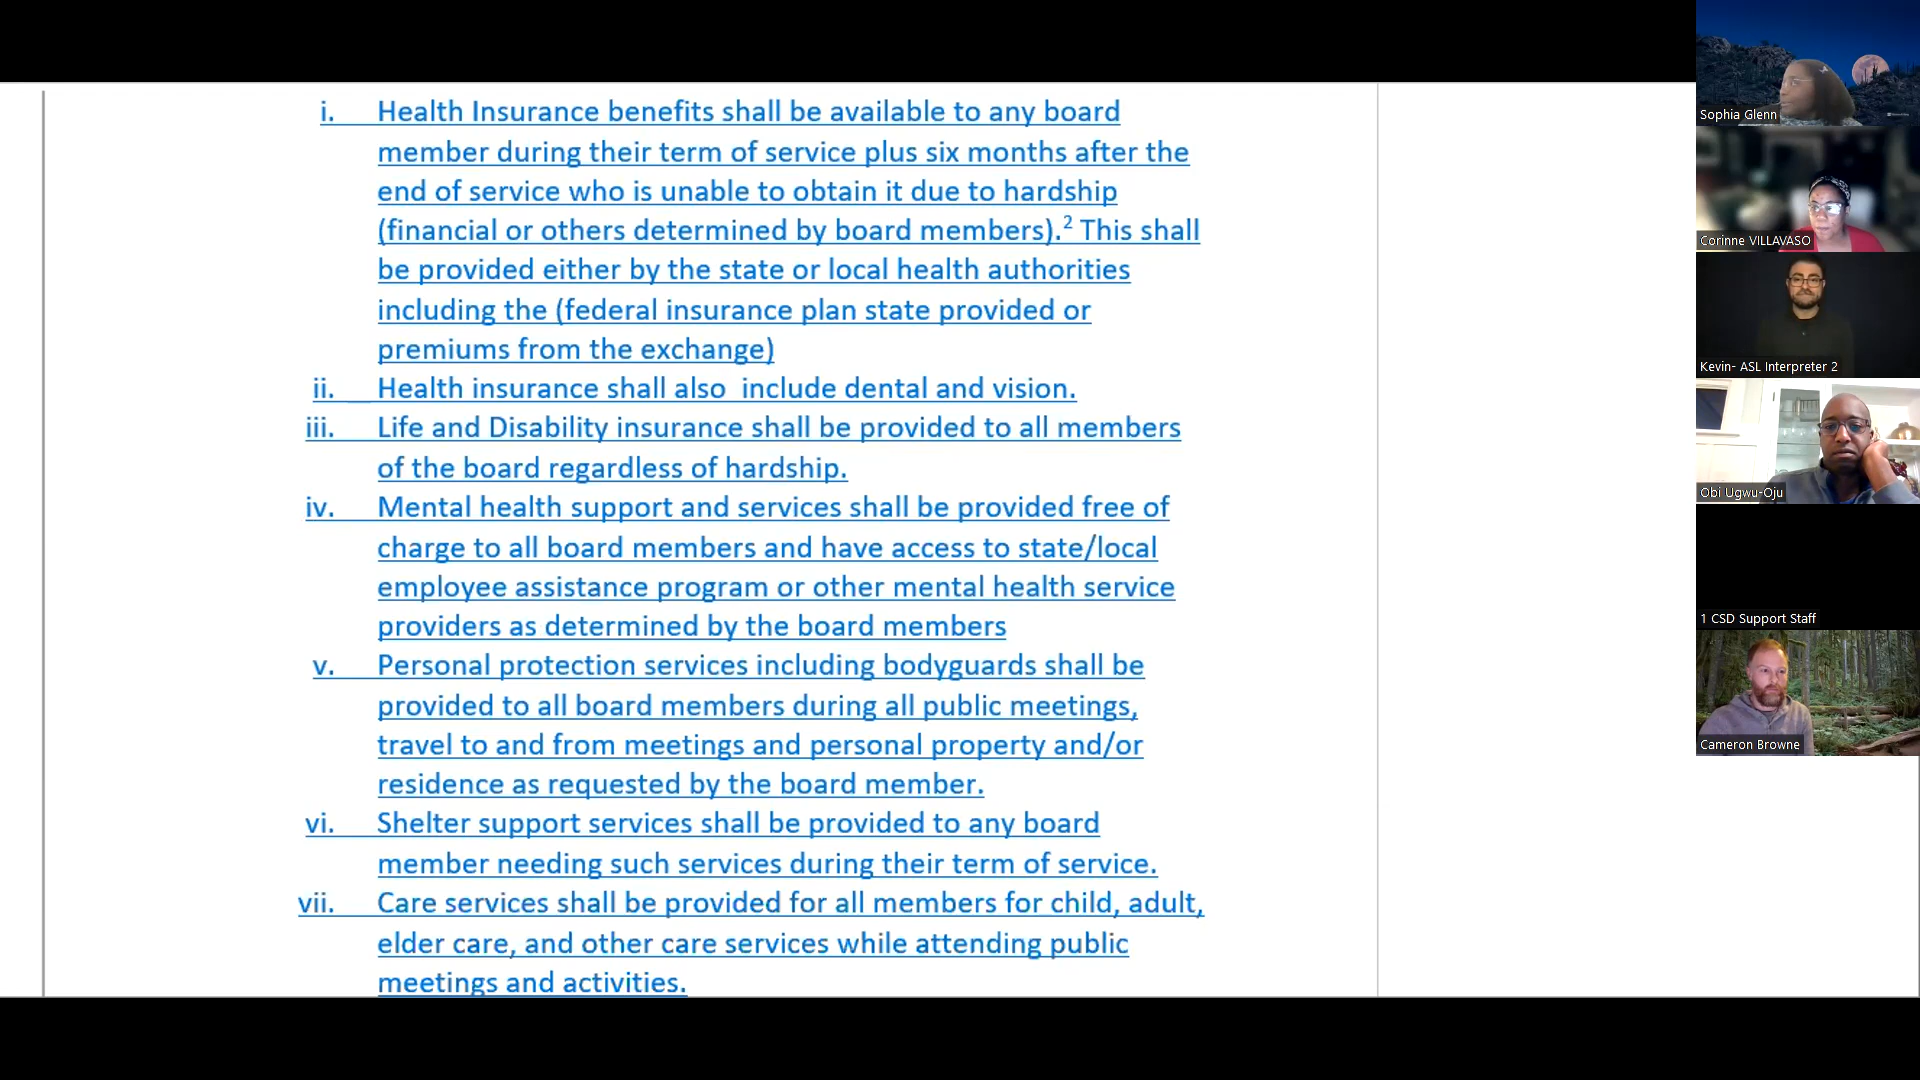 i. Health Insurance benefits shall be available to any board
member during their term of service plus six months after the
end of service who is unable to obtain it due to hardship
(financial or others determined by board members).² This shall
be provided either by the state or local health authorities
including the (federal insurance plan state provided or
premiums from the exchange)
ii. Health insurance shall also  include dental and vision.
iii. Life and Disability insurance shall be provided to all members
of the board regardless of hardship.
iv. Mental health support and services shall be provided free of
charge to all board members and have access to state/local
employee assistance program or other mental health service
providers as determined by the board members
v. Personal protection services including bodyguards shall be
provided to all board members during all public meetings,
travel to and from meetings and personal property and/or
residence as requested by the board member.
vi. Shelter support services shall be provided to any board
member needing such services during their term of service.
vii. Care services shall be provided for all members for child, adult,
elder care, and other care services while attending public
meetings and activities.
Sophia Glenn
Corinne VILLAVASO
Kevin- ASL Interpreter 2
Obi Ugwu-Oju
1 CSD Support Staff
Cameron Browne